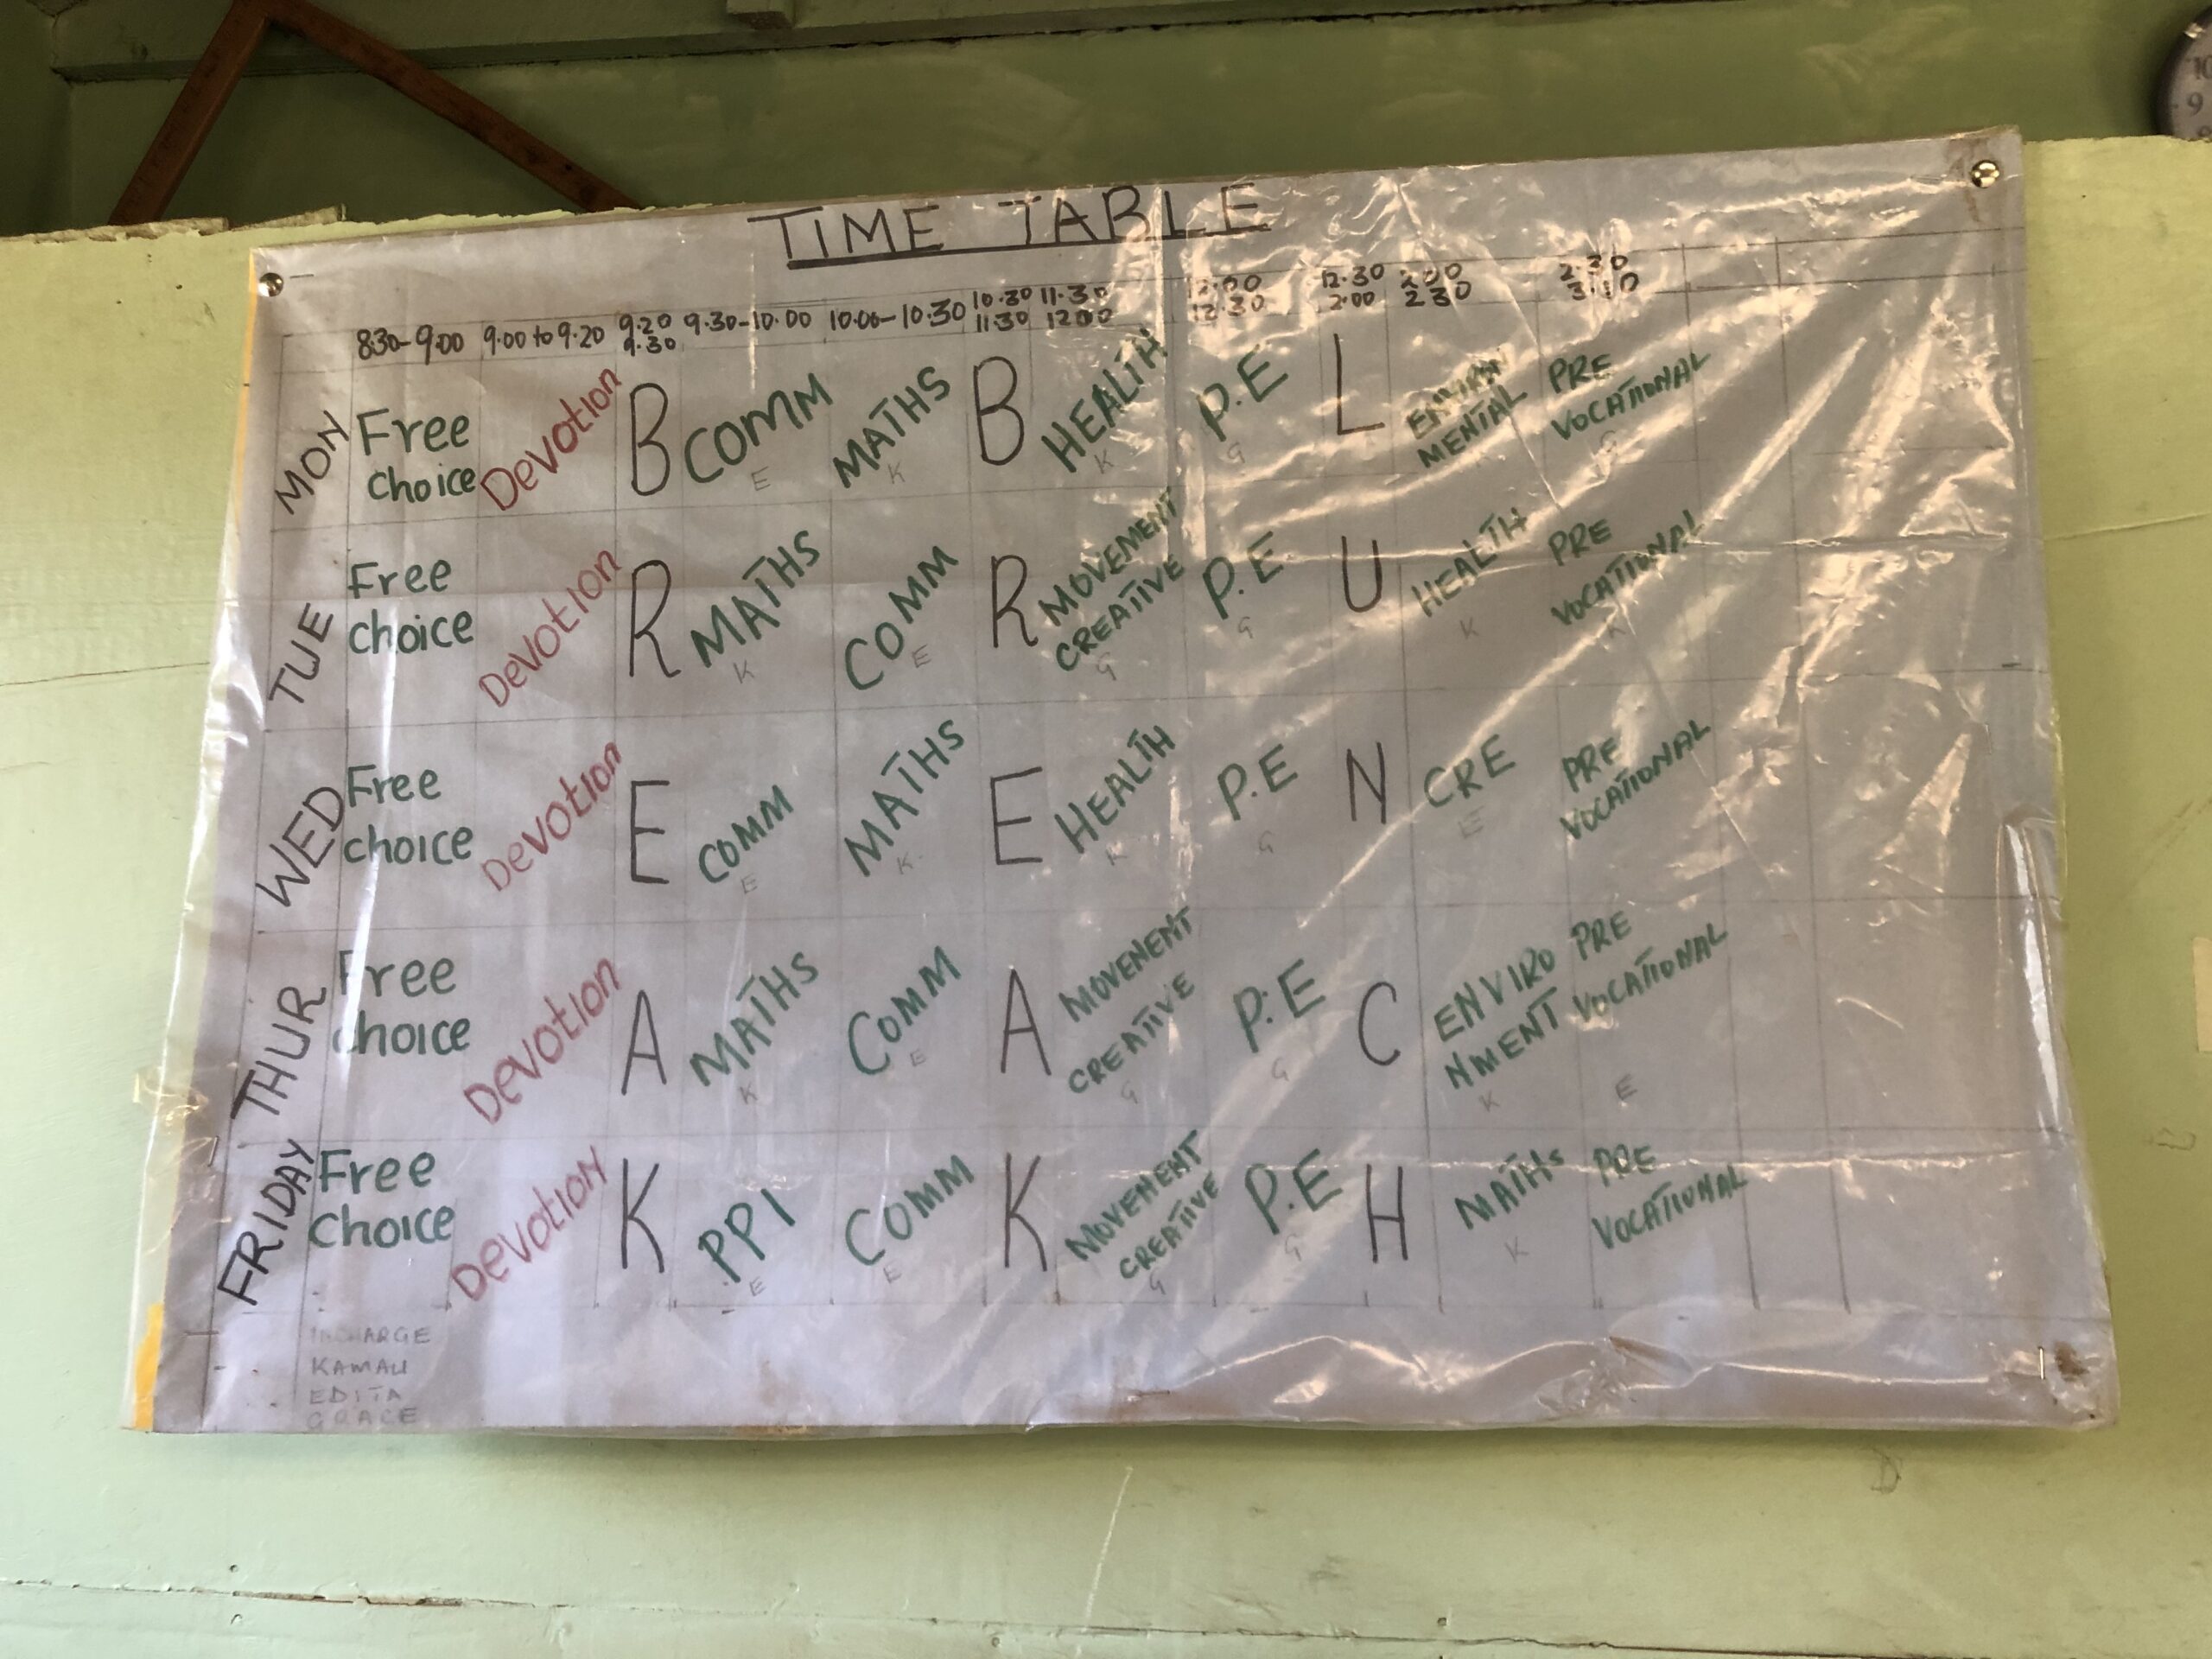 TIME TABLE
8.30-9.00 9.00 to 9.20 9.20 9.30 9.30-10.00 10.00-10.30 10.30 11.30 11.30 12.00 12.00 12.30 12.30 2.00 2.00 2.30 2.30 3.10
MON Free choice Devotion B COMM E MATHS K B HEALTH K P.E G L ENVIRON MENTAL K PRE VOCATIONAL G
TUE Free choice Devotion R MATHS K COMM E R MOVEMENT CREATIVE G P.E G U HEALTH K PRE VOCATIONAL K
WED Free choice Devotion E COMM E MATHS K E HEALTH K P.E G N CRE E PRE VOCATIONAL
THUR Free choice Devotion A MATHS K COMM E A MOVEMENT CREATIVE G P.E G C ENVIRO NMENT K PRE VOCATIONAL E
FRIDAY Free choice Devotion K PPI E COMM E K MOVEMENT CREATIVE G P.E G H MATHS K PRE VOCATIONAL
INCHARGE
KAMAU
EDITA
GRACE
10
9
8